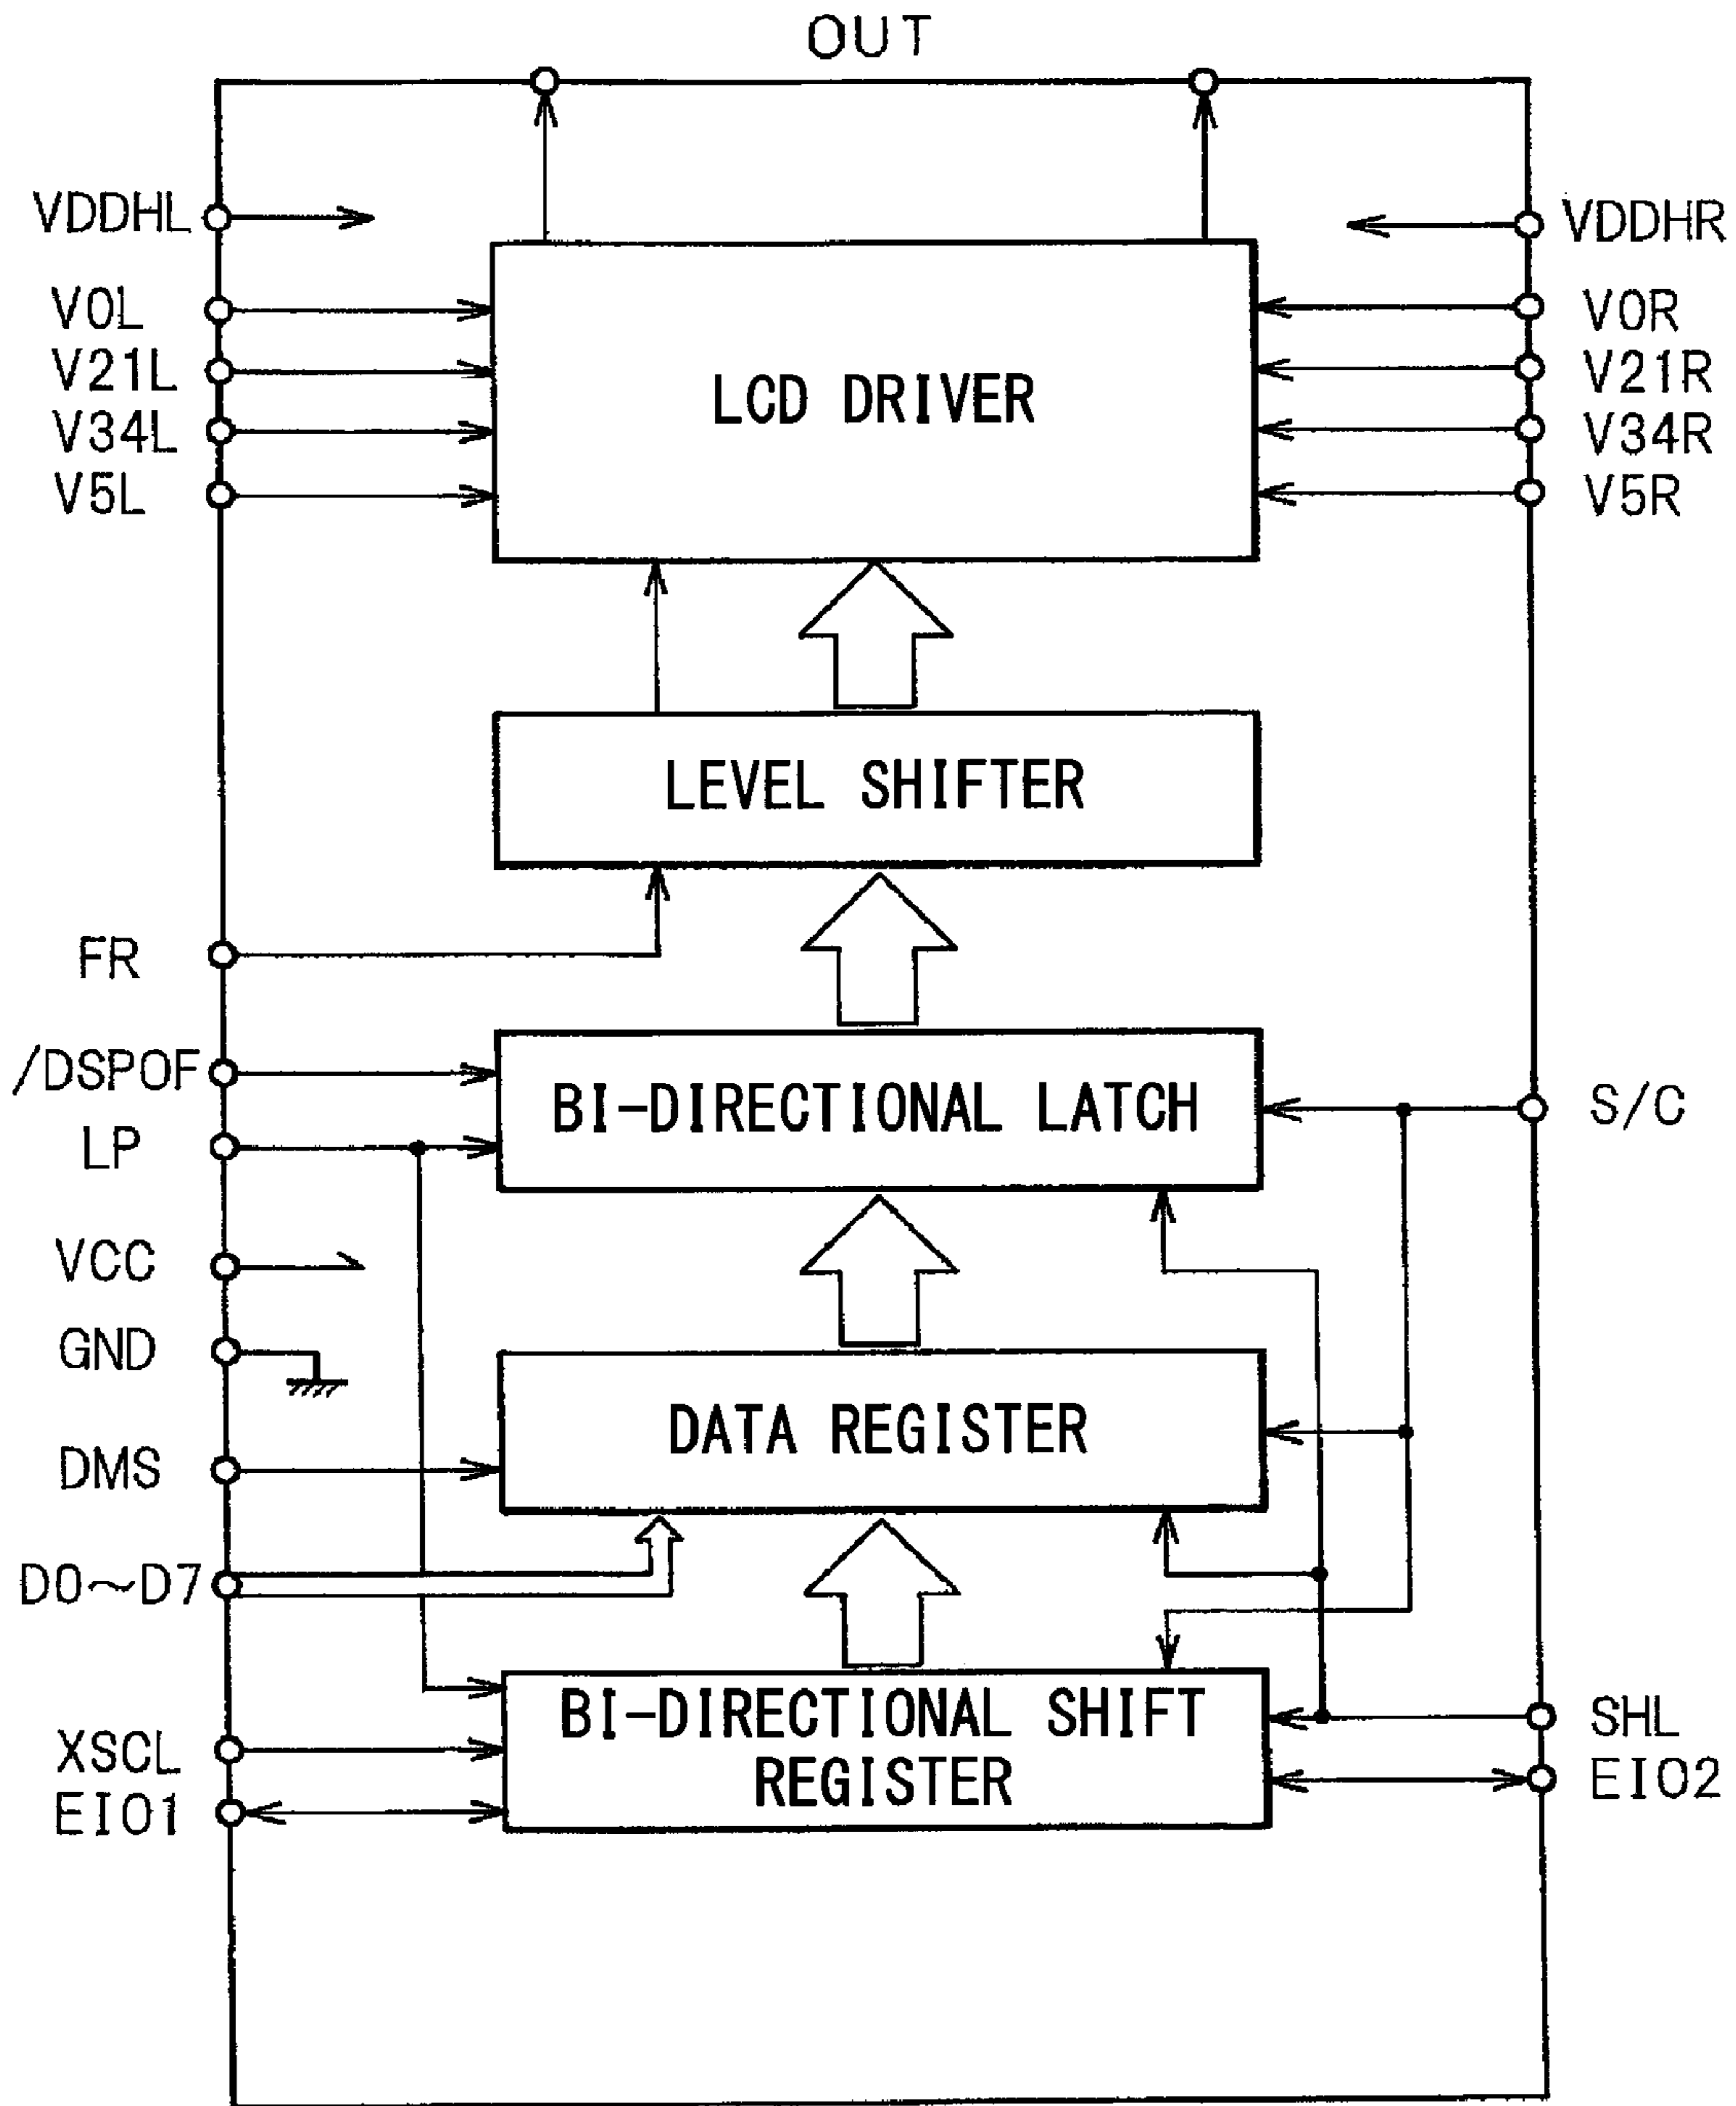 OUT
VDDHL
VDDHR
V0L
V0R
V21L
V21R
LCD DRIVER
V34L
V34R
V5L
V5R
LEVEL SHIFTER
FR
/DSPOF
BI-DIRECTIONAL LATCH
S/C
LP
VCC
GND
DATA REGISTER
DMS
D0～D7
BI-DIRECTIONAL SHIFT
REGISTER
SHL
XSCL
EIO2
EIO1